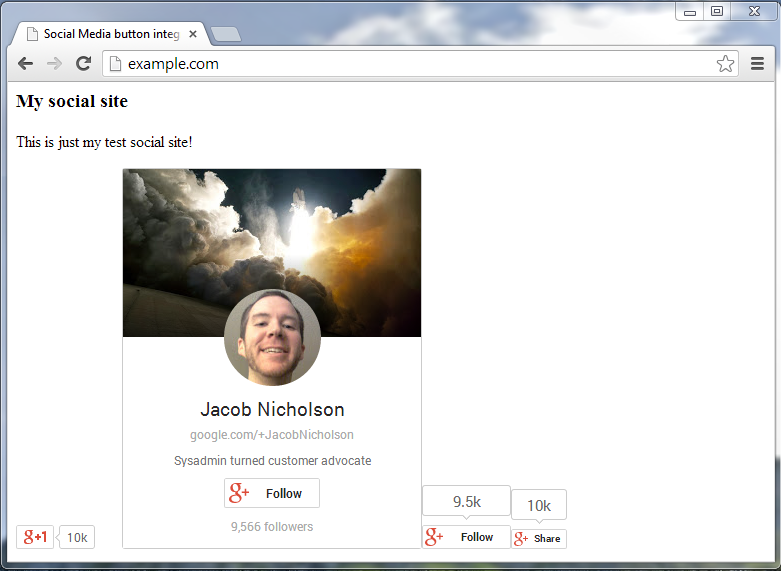 Social Media button integ
example.com
My social site
This is just my test social site!
Jacob Nicholson
google.com/+JacobNicholson
Sysadmin turned customer advocate
g+ Follow
9,566 followers
g+1 10k
9.5k
g+ Follow
10k
g+ Share